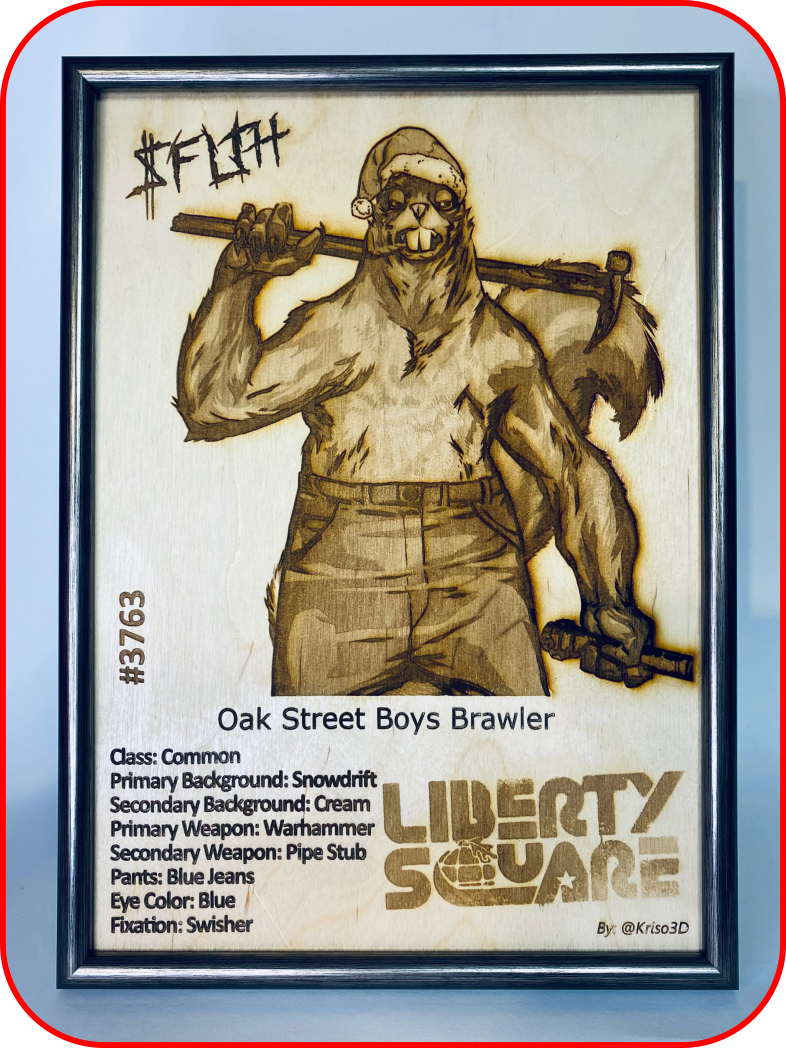 $FLSH
#3763
Oak Street Boys Brawler
Class: Common
Primary Background: Snowdrift
Secondary Background: Cream
Primary Weapon: Warhammer
Secondary Weapon: Pipe Stub
Pants: Blue Jeans
Eye Color: Blue
Fixation: Swisher
LIBERTY
SQUARE
By: @Kriso3D